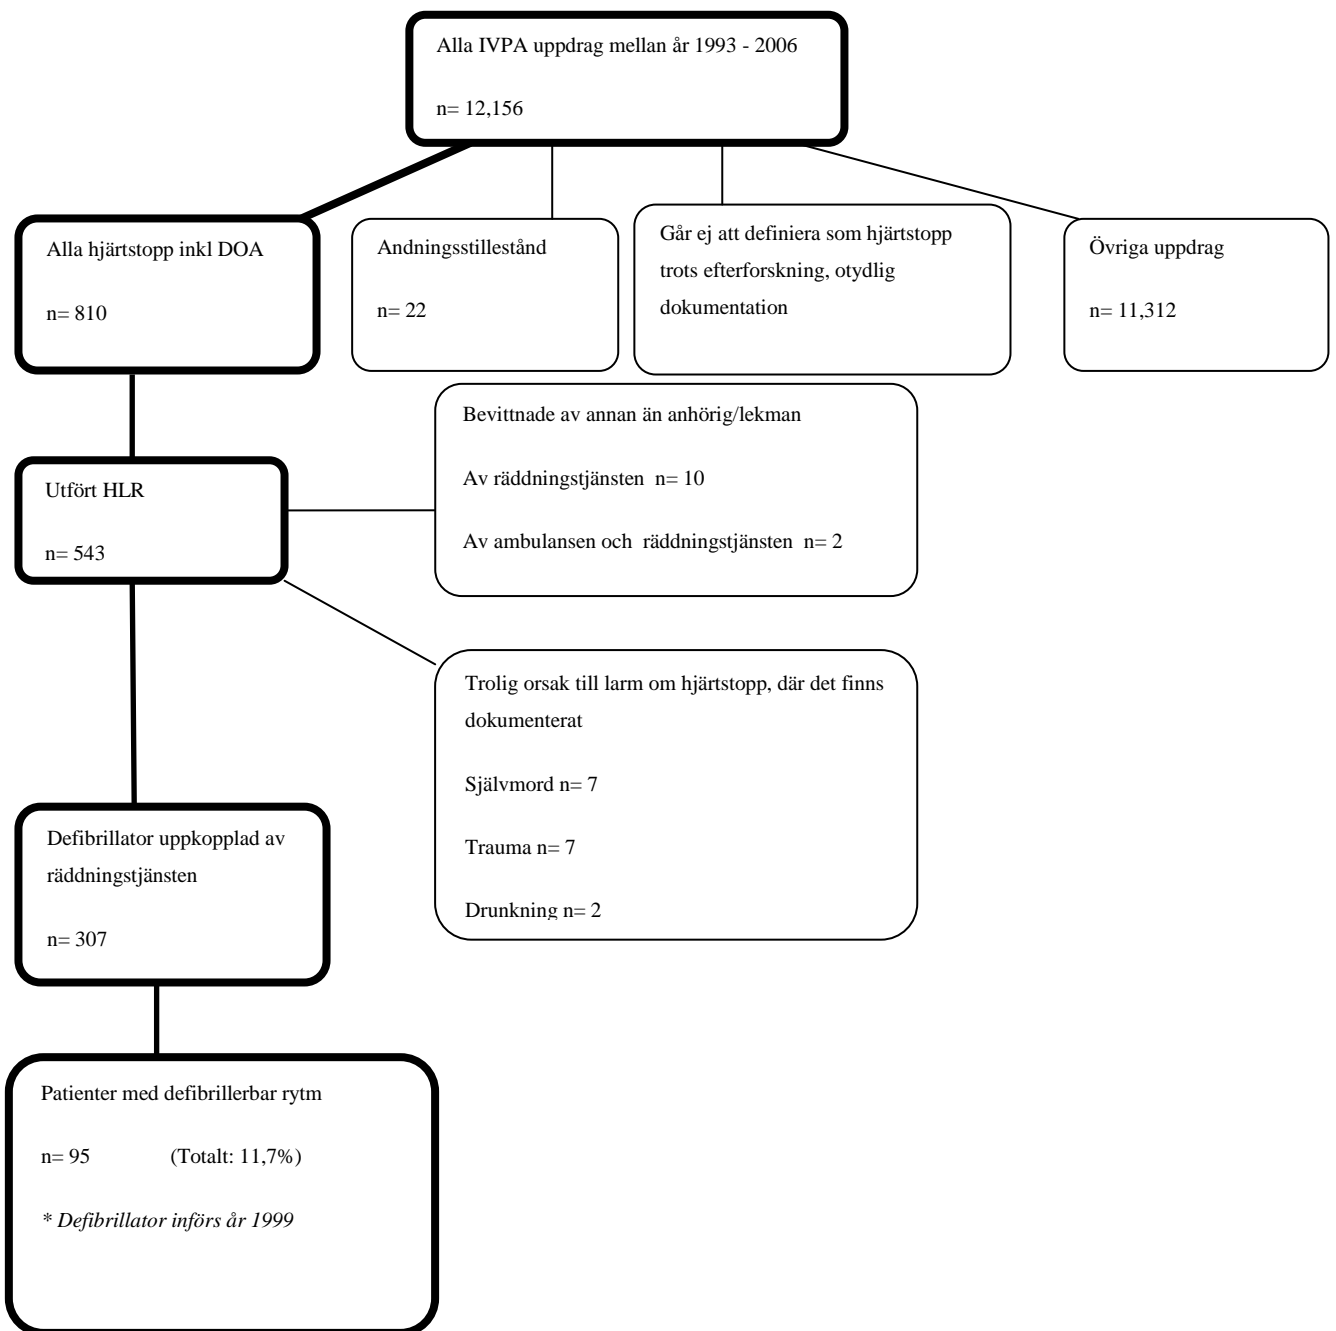 Alla IVPA uppdrag mellan år 1993 - 2006
n= 12,156
Alla hjärtstopp inkl DOA
n= 810
Andningsstillestånd
n= 22
Går ej att definiera som hjärtstopp
trots efterforskning, otydlig
dokumentation
Övriga uppdrag
n= 11,312
Bevittnade av annan än anhörig/lekman
Av räddningstjänsten  n= 10
Av ambulansen och  räddningstjänsten  n= 2
Utfört HLR
n= 543
Trolig orsak till larm om hjärtstopp, där det finns
dokumenterat
Självmord n= 7
Trauma n= 7
Drunkning n= 2
Defibrillator uppkopplad av
räddningstjänsten
n= 307
Patienter med defibrillerbar rytm
n= 95 (Totalt: 11,7%)
* Defibrillator införs år 1999